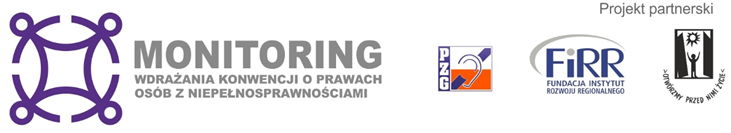 Projekt partnerski
MONITORING
WDRAŻANIA KONWENCJI O PRAWACH
OSÓB Z NIEPEŁNOSPRAWNOŚCIAMI
PZG
FiRR
FUNDACJA INSTYTUT
ROZWOJU REGIONALNEGO
>OTWÓRZMY PRZED NIMI ŻYCIE<